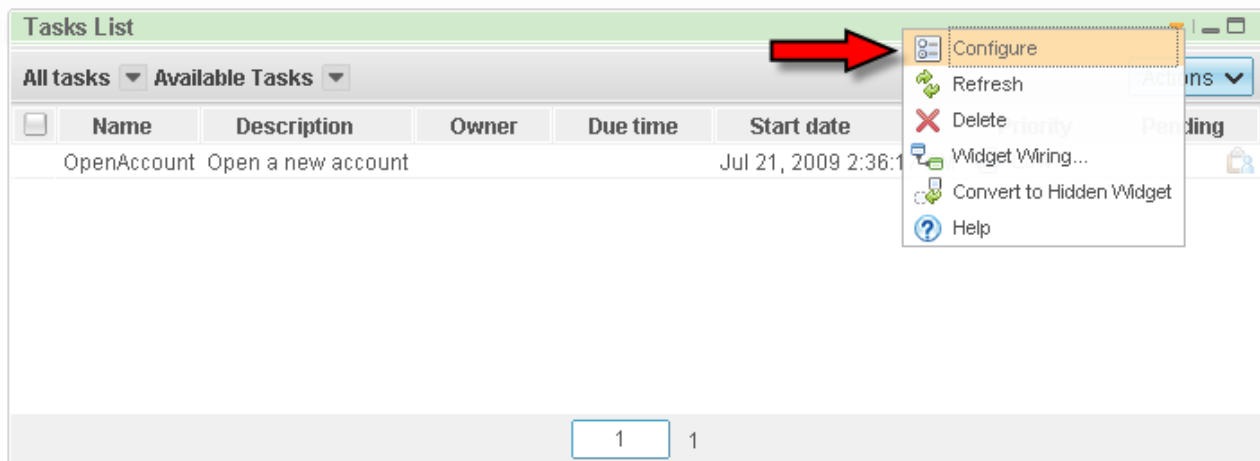 Tasks List
Configure
All tasks Available Tasks
Refresh
Actions
Name Description Owner Due time Start date Priority Pending
Delete
OpenAccount Open a new account Jul 21, 2009 2:36:1
Widget Wiring...
Convert to Hidden Widget
Help
1 1